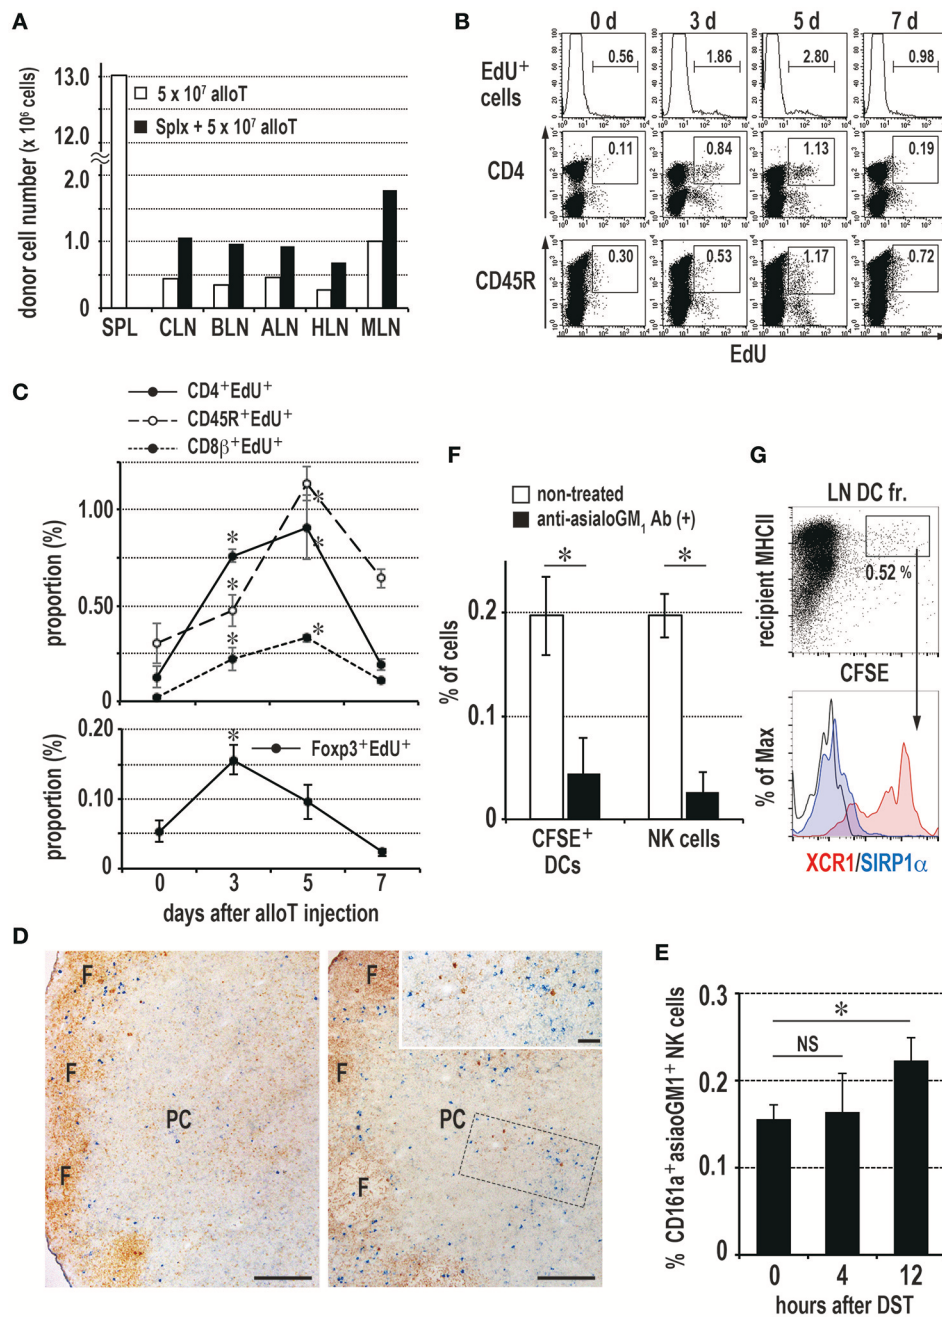 A
donor cell number (x 10⁶ cells)
13.0
12.0
2.0
1.0
0
5 x 10⁷ alloT
Splx + 5 x 10⁷ alloT
SPL CLN BLN ALN HLN MLN
B
0 d 3 d 5 d 7 d
EdU⁺ cells
0.56 1.86 2.80 0.98
CD4
0.11 0.84 1.13 0.19
CD45R
0.30 0.53 1.17 0.72
EdU
C
CD4⁺EdU⁺
CD45R⁺EdU⁺
CD8β⁺EdU⁺
proportion (%)
1.00
0.50
0
* * * * * *
proportion (%)
0.20
0.10
0
*
Foxp3⁺EdU⁺
0 3 5 7
days after alloT injection
F
non-treated
anti-asialoGM₁ Ab (+)
* *
% of cells
0.2
0.1
0
CFSE⁺ DCs
NK cells
G
LN DC fr.
recipient MHCII
0.52 %
CFSE
% of Max
XCR1/SIRP1α
D
F
F
F
PC
F
F
F
PC
E
% CD161a⁺ asiaoGM1⁺ NK cells
0.3
0.2
0.1
0
*
NS
0 4 12
hours after DST